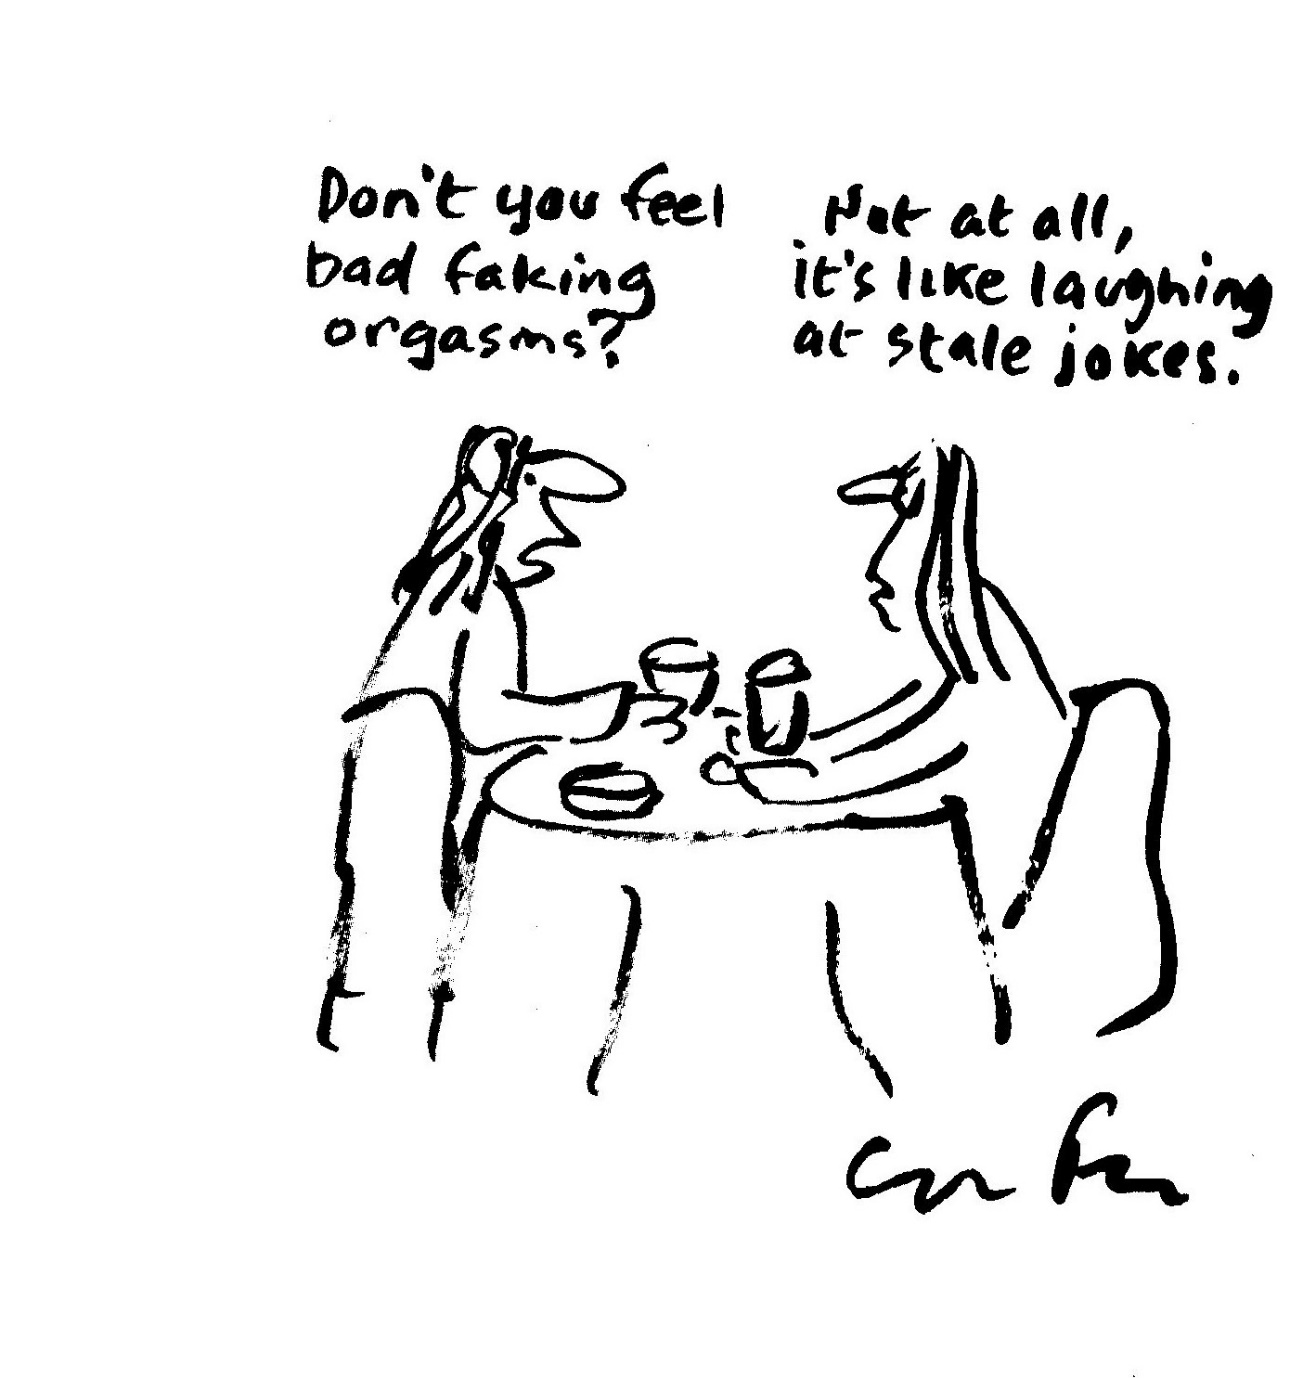 Don't you feel
bad faking
orgasms?
Not at all,
it's like laughing
at stale jokes.